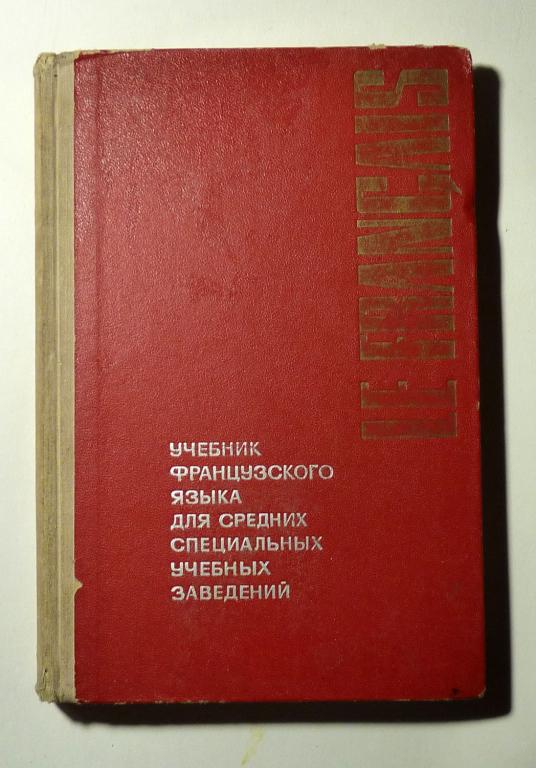 LE FRANÇAIS
УЧЕБНИК
ФРАНЦУЗСКОГО
ЯЗЫКА
ДЛЯ СРЕДНИХ
СПЕЦИАЛЬНЫХ
УЧЕБНЫХ
ЗАВЕДЕНИЙ